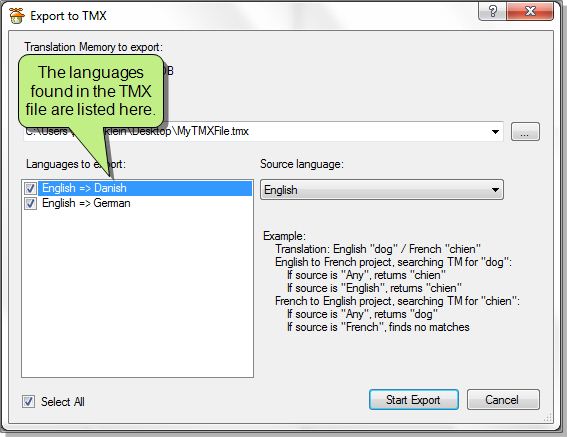 Export to TMX
Translation Memory to export:
DB
The languages
found in the TMX
file are listed here.
C:\Users\ klein\Desktop\MyTMXFile.tmx
...
Languages to export:
English => Danish
English => German
Select All
Source language:
English
Example:
Translation: English "dog" / French "chien"
English to French project, searching TM for "dog":
If source is "Any", returns "chien"
If source is "English", returns "chien"
French to English project, searching TM for "chien":
If source is "Any", returns "dog"
If source is "French", finds no matches
Start Export
Cancel